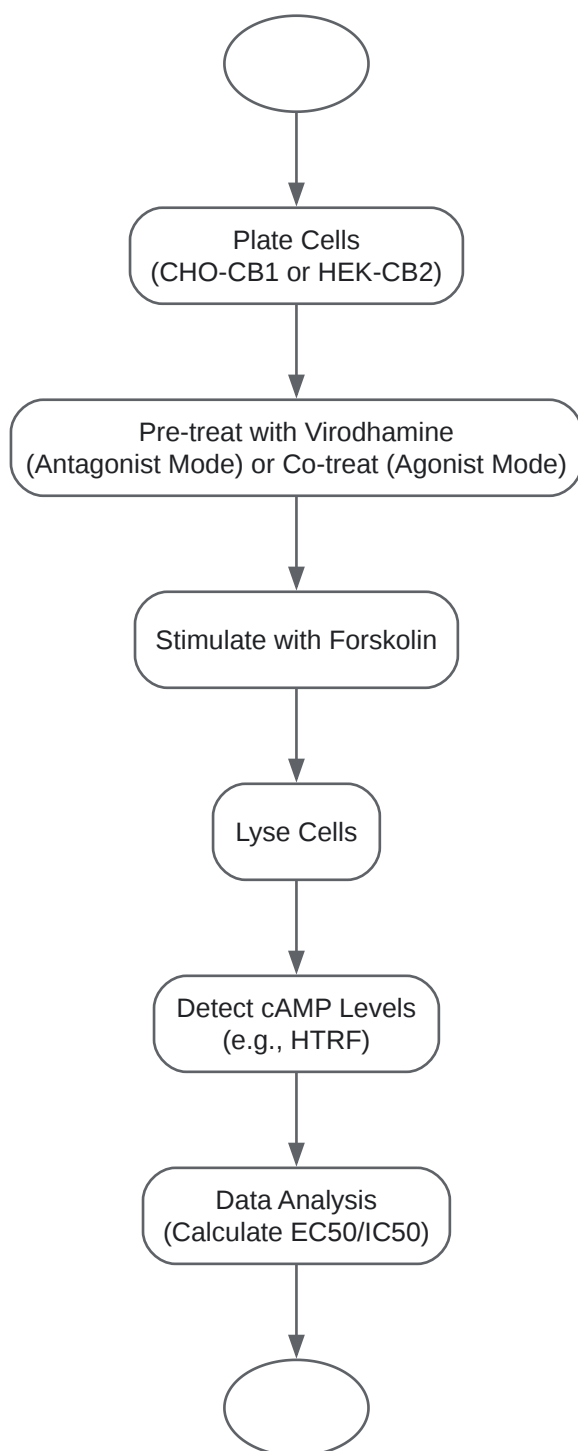 Plate Cells
(CHO-CB1 or HEK-CB2)
Pre-treat with Virodhamine
(Antagonist Mode) or Co-treat (Agonist Mode)
Stimulate with Forskolin
Lyse Cells
Detect cAMP Levels
(e.g., HTRF)
Data Analysis
(Calculate EC50/IC50)